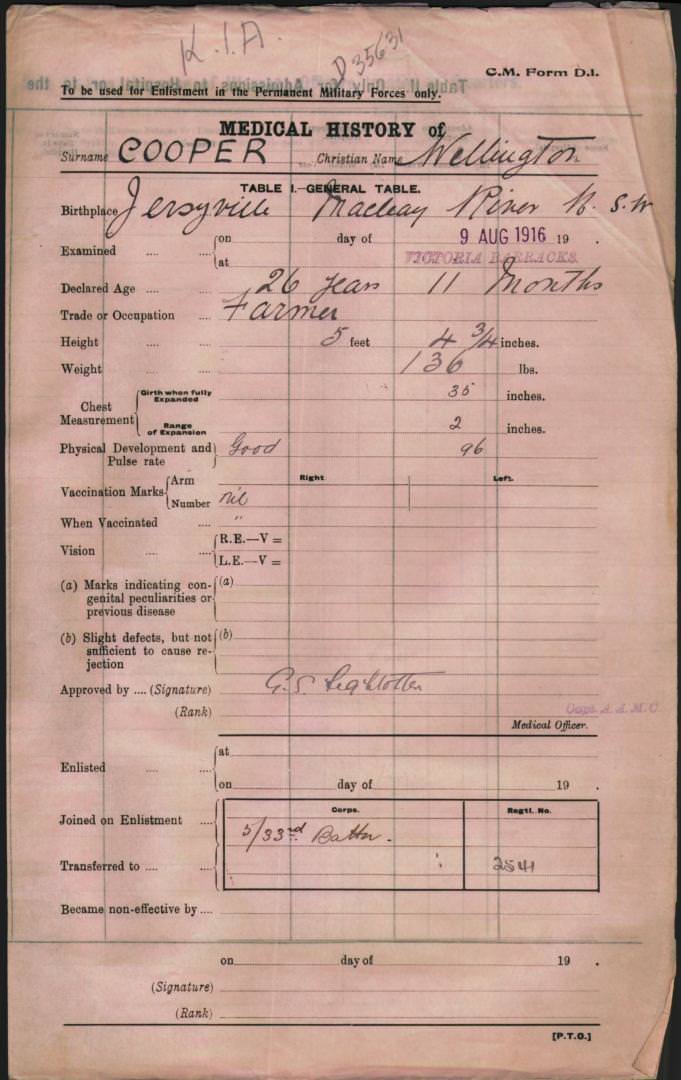 K.I.A.
D35631
C.M. Form D.1.
To be used for Enlistment in the Permanent Military Forces only.
MEDICAL HISTORY of
Surname COOPER Christian Name Wellington
TABLE I.—GENERAL TABLE.
Birthplace Jersyville Macleay River N.S.W
Examined .... .... on day of 9 AUG 1916 19 .
at VICTORIA BARRACKS.
Declared Age .... .... 26 years 11 Months
Trade or Occupation .... Farmer
Height .... .... 5 feet 4 3/4 inches.
Weight .... .... 136 lbs.
Chest Measurement Girth when fully Expanded 35 inches.
Range of Expansion 2 inches.
Physical Development and Pulse rate Good 96
Right Left.
Vaccination Marks Arm
Number nil
When Vaccinated .... "
Vision .... .... R.E.—V =
L.E.—V =
(a) Marks indicating con- (a)
genital peculiarities or
previous disease
(b) Slight defects, but not (b)
sufficient to cause re-
jection
Approved by .... (Signature) G. S.
(Rank) Capt. A.A.M.C.
Medical Officer.
Enlisted .... .... at
on day of 19 .
Corps. Regtl. No.
Joined on Enlistment .... 5/33rd Battn.
Transferred to .... .... 2541
Became non-effective by ....
on day of 19 .
(Signature)
(Rank)
[P.T.O.]